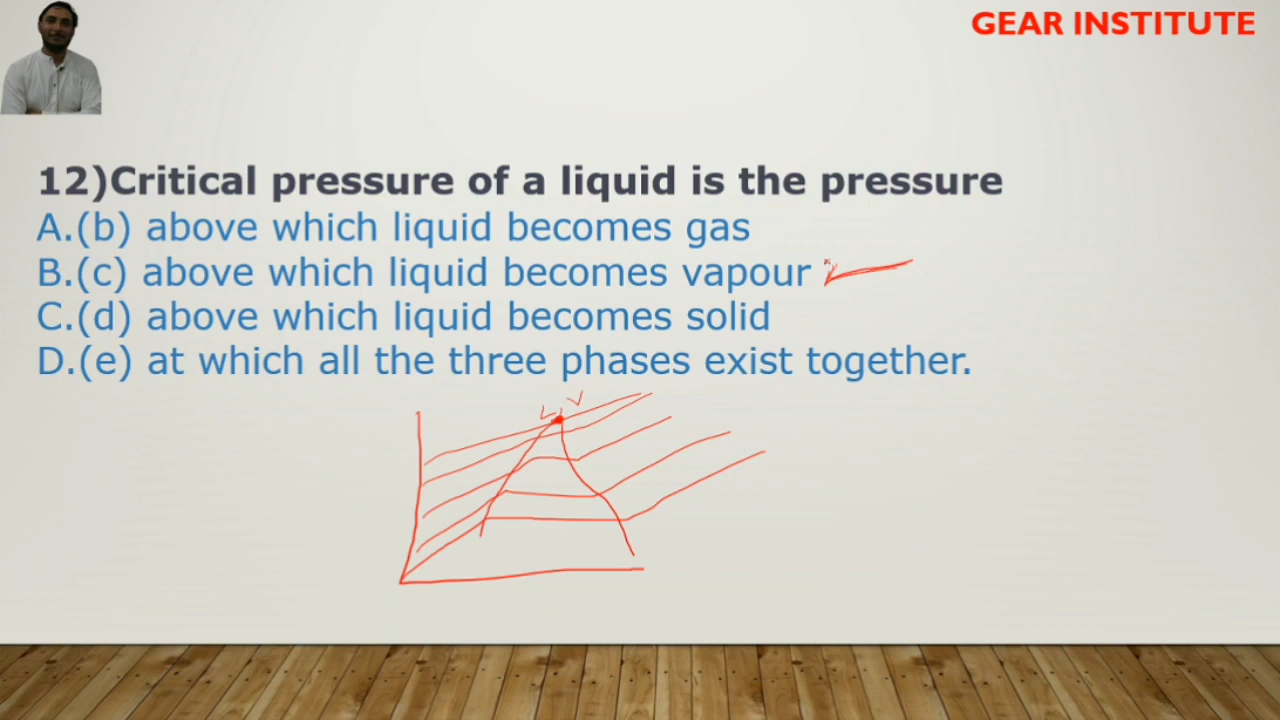 GEAR INSTITUTE
12)Critical pressure of a liquid is the pressure
A.(b) above which liquid becomes gas
B.(c) above which liquid becomes vapour
C.(d) above which liquid becomes solid
D.(e) at which all the three phases exist together.
L V